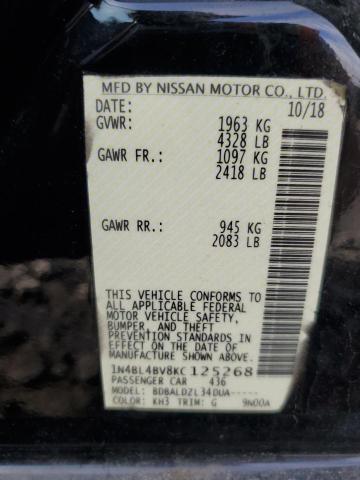 MFD BY NISSAN MOTOR CO., LTD.
DATE: 10/18
GVWR: 1963 KG
4328 LB
GAWR FR: 1097 KG
2418 LB
GAWR RR: 945 KG
2083 LB
THIS VEHICLE CONFORMS TO
ALL APPLICABLE FEDERAL
MOTOR VEHICLE SAFETY,
BUMPER, AND THEFT
PREVENTION STANDARDS IN
EFFECT ON THE DATE OF
MANUFACTURE SHOWN ABOVE.
1N4BL4BV8KC125268
PASSENGER CAR 436
MODEL: BDBALDZL34DUA-----
COLOR: KH3 TRIM: G 9N00A